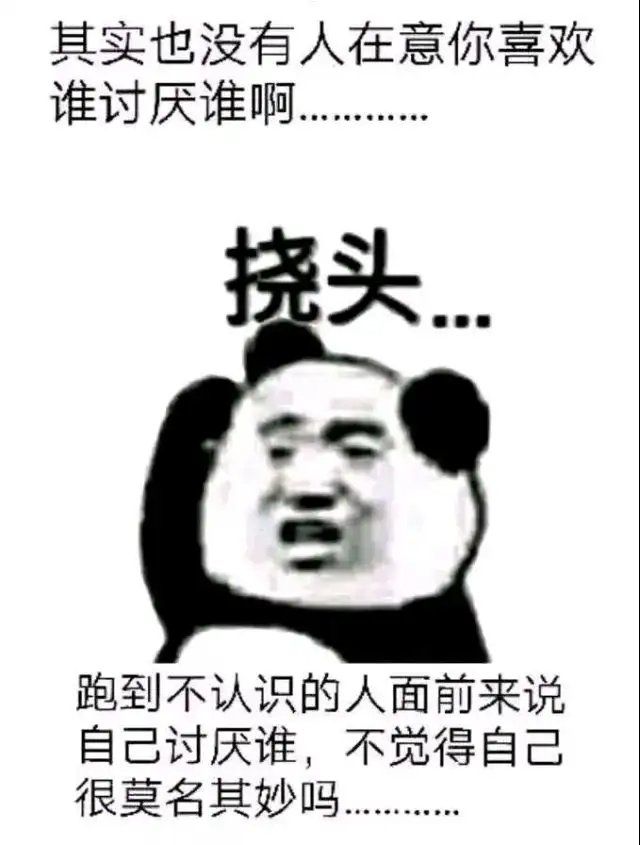 其实也没有人在意你喜欢
谁讨厌谁啊............
挠头...
跑到不认识的人面前来说
自己讨厌谁，不觉得自己
很莫名其妙吗............